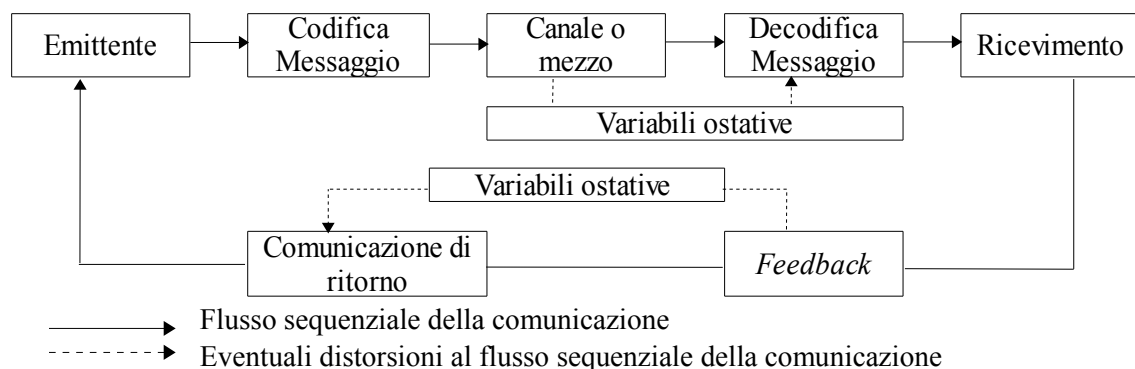 Emittente
Codifica
Messaggio
Canale o
mezzo
Decodifica
Messaggio
Ricevimento
Variabili ostative
Variabili ostative
Comunicazione di
ritorno
Feedback
Flusso sequenziale della comunicazione
Eventuali distorsioni al flusso sequenziale della comunicazione